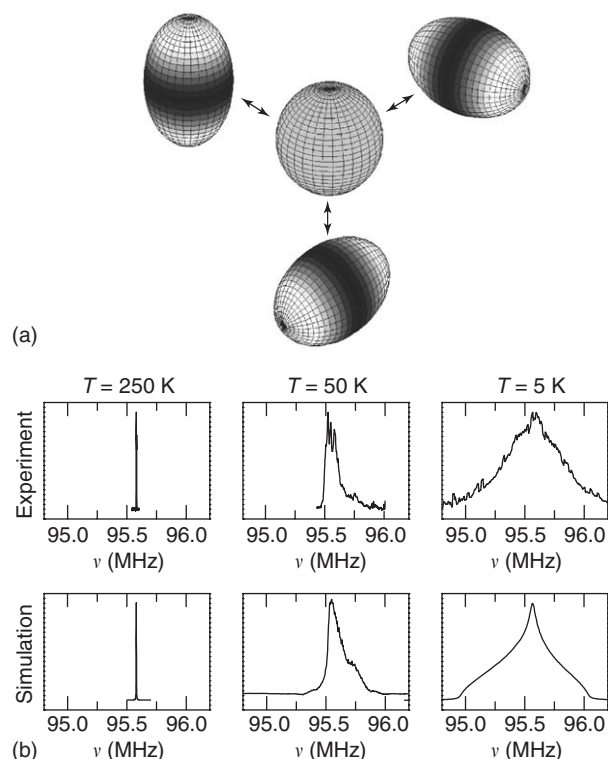 (a)
T = 250 K T = 50 K T = 5 K
Experiment
95.0 95.5 96.0 95.0 95.5 96.0 95.0 95.5 96.0
ν (MHz) ν (MHz) ν (MHz)
Simulation
95.0 95.5 96.0 95.0 95.5 96.0 95.0 95.5 96.0
(b) ν (MHz) ν (MHz) ν (MHz)